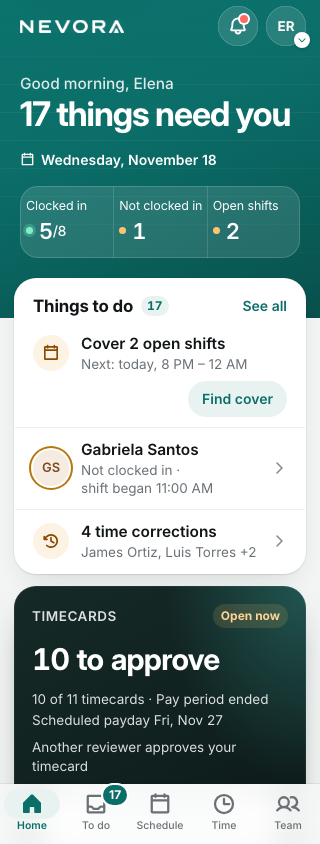 NEVORA
ER
Good morning, Elena
17 things need you
Wednesday, November 18
Clocked in
5/8
Not clocked in
1
Open shifts
2
Things to do
17
See all
Cover 2 open shifts
Next: today, 8 PM – 12 AM
Find cover
GS
Gabriela Santos
Not clocked in ·
shift began 11:00 AM
4 time corrections
James Ortiz, Luis Torres +2
TIMECARDS
Open now
10 to approve
10 of 11 timecards · Pay period ended
Scheduled payday Fri, Nov 27
Another reviewer approves your
timecard
17
Home
To do
Schedule
Time
Team